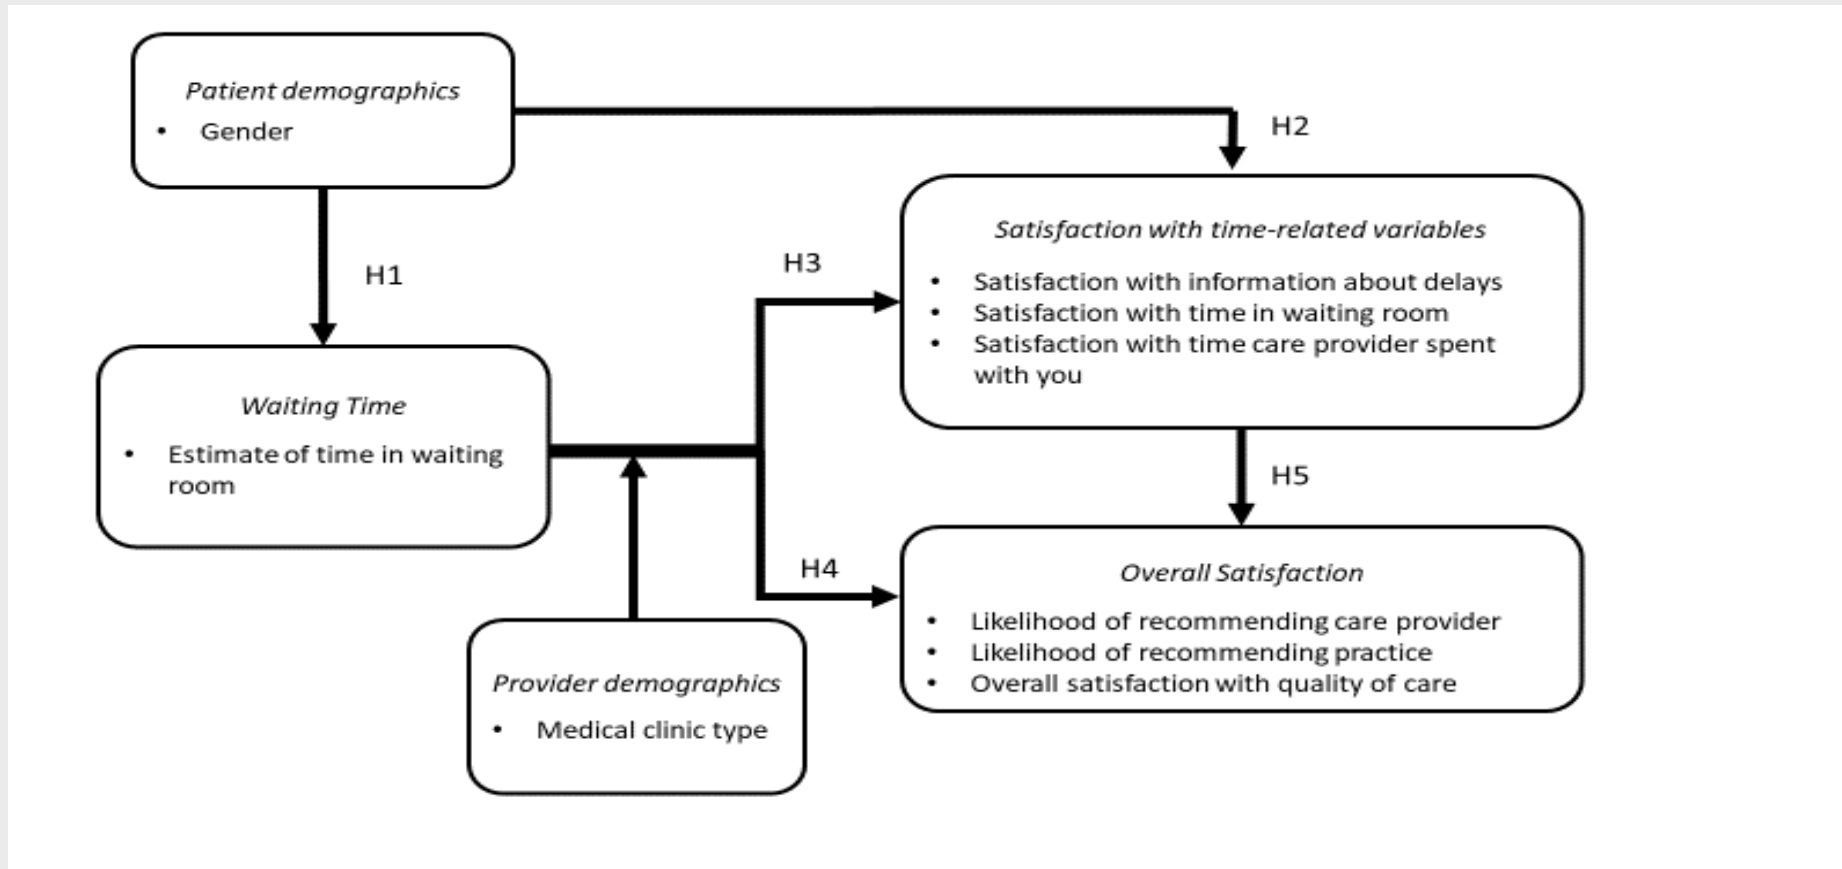 Patient demographics
• Gender
H2
Satisfaction with time-related variables
H3
• Satisfaction with information about delays
• Satisfaction with time in waiting room
• Satisfaction with time care provider spent
with you
H1
Waiting Time
• Estimate of time in waiting
room
H5
H4
Overall Satisfaction
• Likelihood of recommending care provider
• Likelihood of recommending practice
• Overall satisfaction with quality of care
Provider demographics
• Medical clinic type